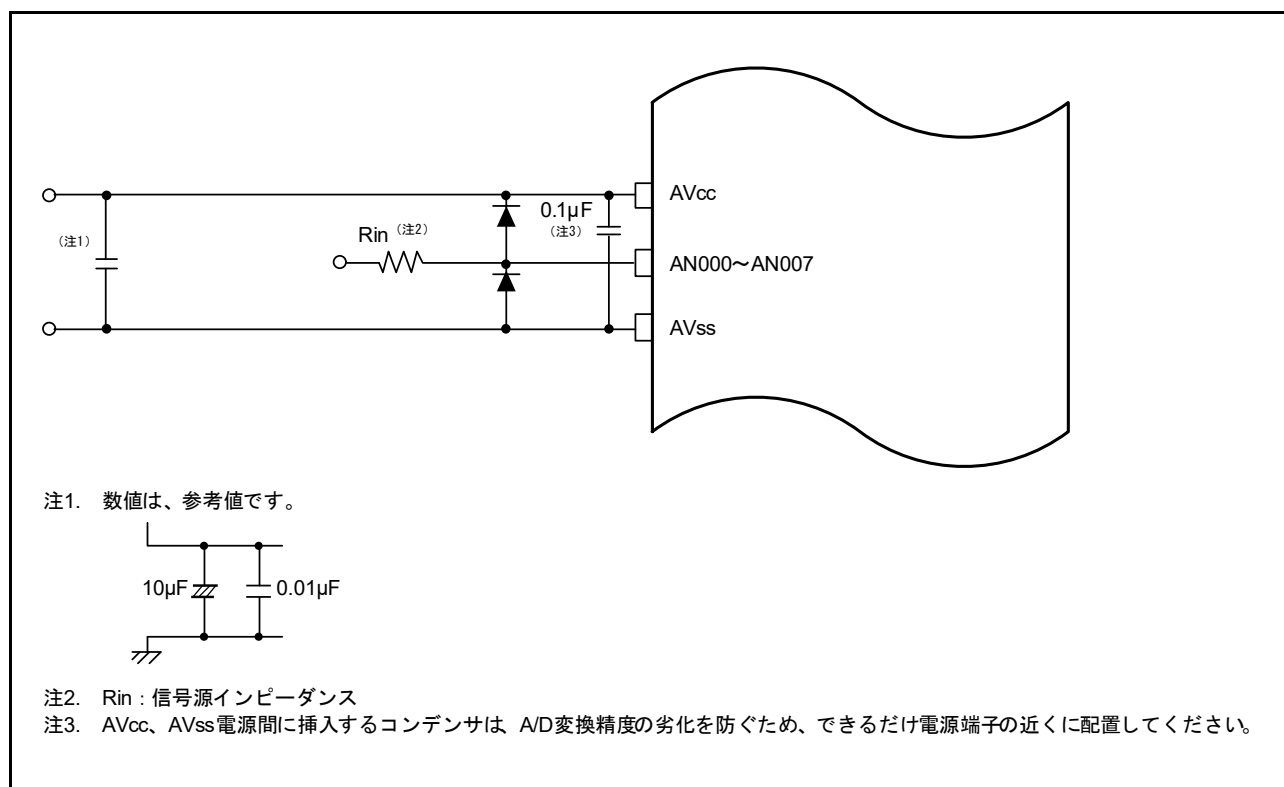 AVcc
0.1μF
(注3)
(注1)
Rin (注2)
AN000～AN007
AVss
注1. 数値は、参考値です。
10μF
0.01μF
注2. Rin：信号源インピーダンス
注3. AVcc、AVss電源間に挿入するコンデンサは、A/D変換精度の劣化を防ぐため、できるだけ電源端子の近くに配置してください。